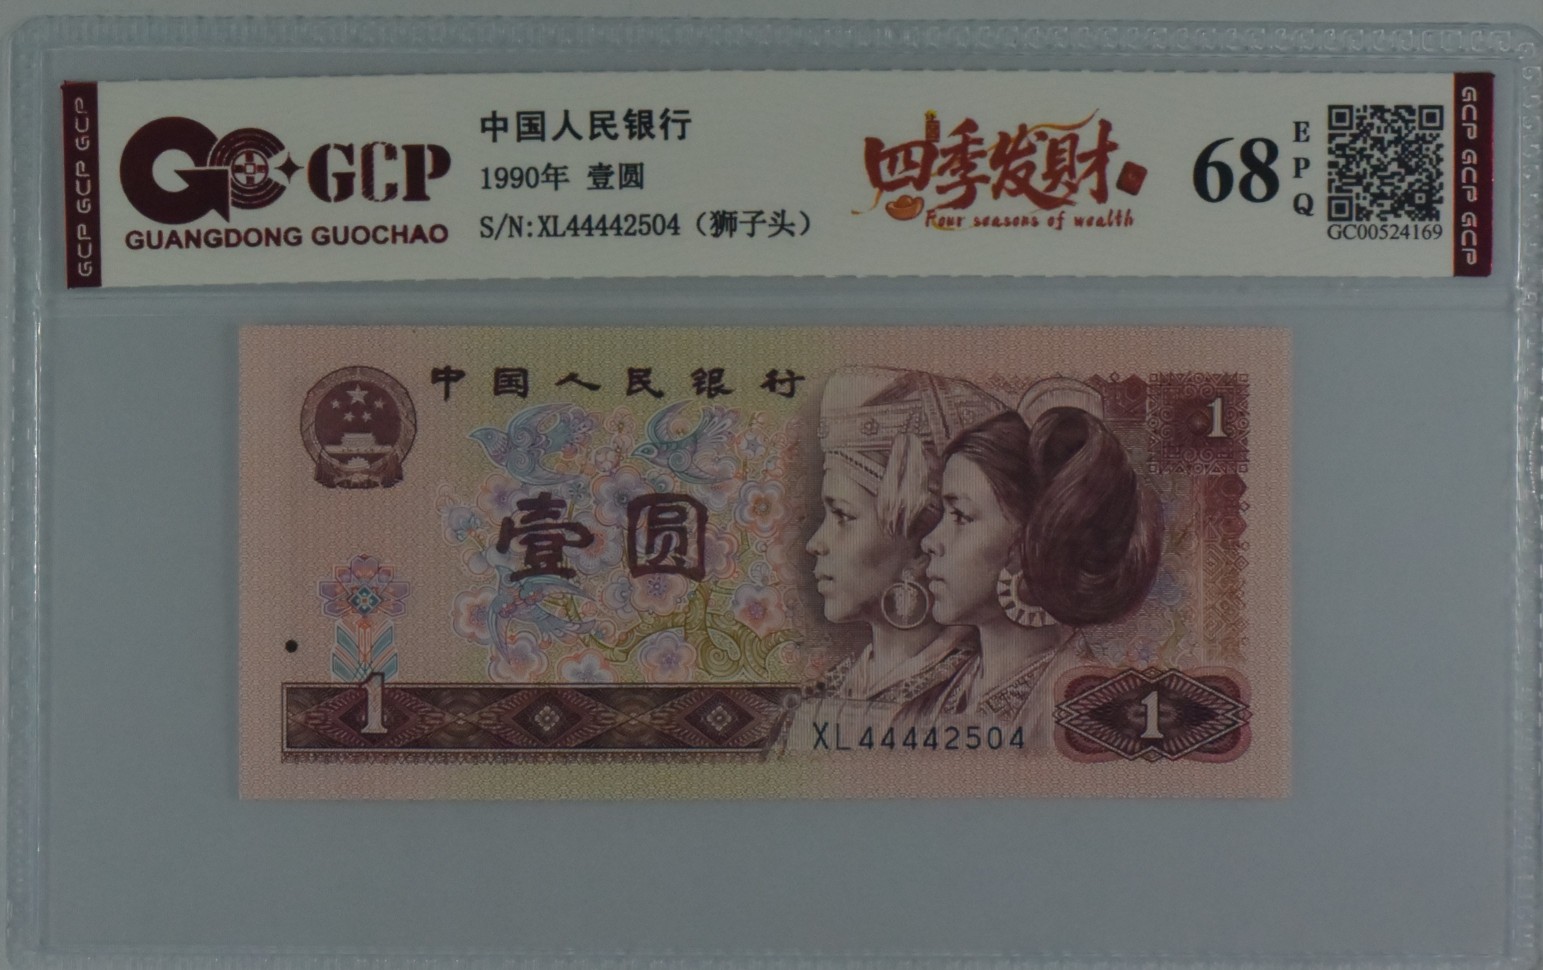 GCP GCP GCP
GC GCP
GUANGDONG GUOCHAO
中国人民银行
1990年 壹圆
S/N:XL44442504（狮子头）
四季发财
Four seasons of wealth
68
EPQ
GC00524169
GCP GCP GCP
中国人民银行
1
壹圆
1
XL44442504
1